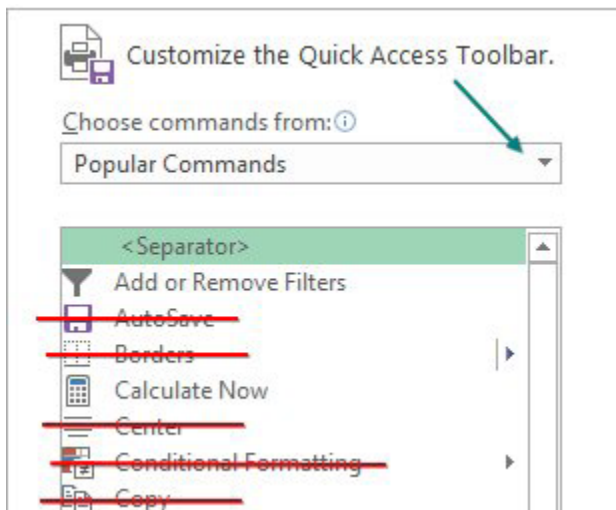 Customize the Quick Access Toolbar.
Choose commands from:
Popular Commands
<Separator>
Add or Remove Filters
AutoSave
Borders
Calculate Now
Center
Conditional Formatting
Copy